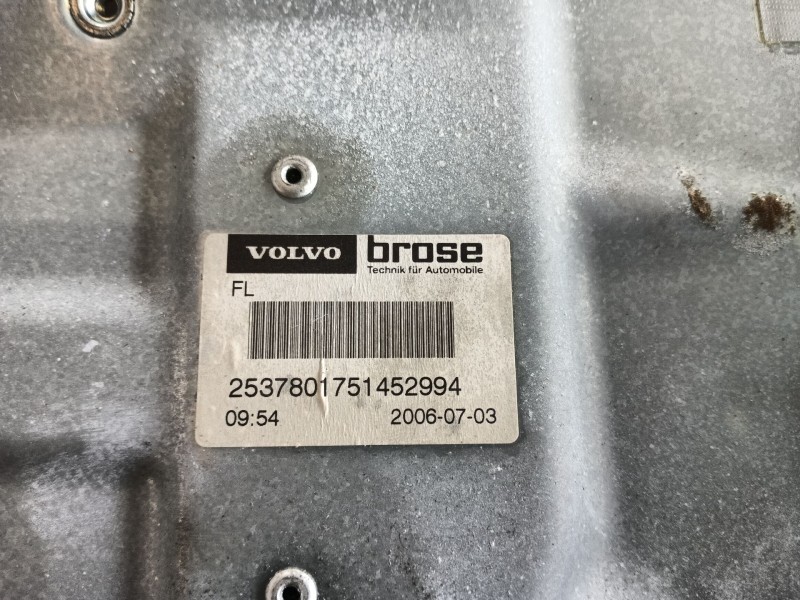 VOLVO brose
Technik für Automobile
FL
2537801751452994
09:54 2006-07-03